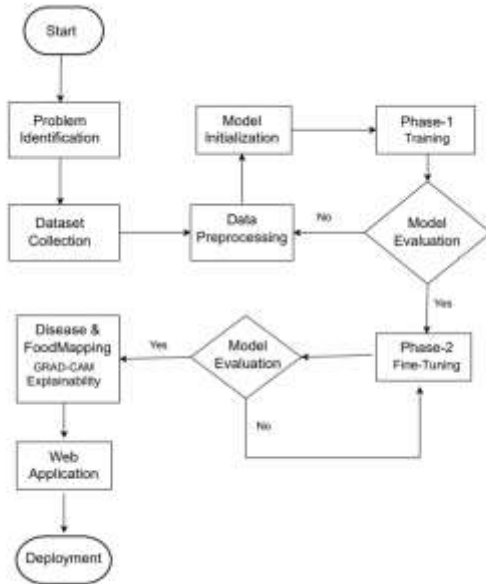 Start
Problem
Identification
Dataset
Collection
Data
Preprocessing
Model
Initialization
Phase-1
Training
Model
Evaluation
No
Yes
Phase-2
Fine-Tuning
Model
Evaluation
No
Yes
Disease &
FoodMapping
GRAD-CAM
Explainability
Web
Application
Deployment